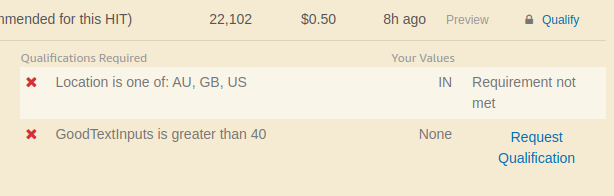 mmended for this HIT) 22,102 $0.50 8h ago Preview Qualify
Qualifications Required Your Values
Location is one of: AU, GB, US IN Requirement not
met
GoodTextInputs is greater than 40 None Request
Qualification